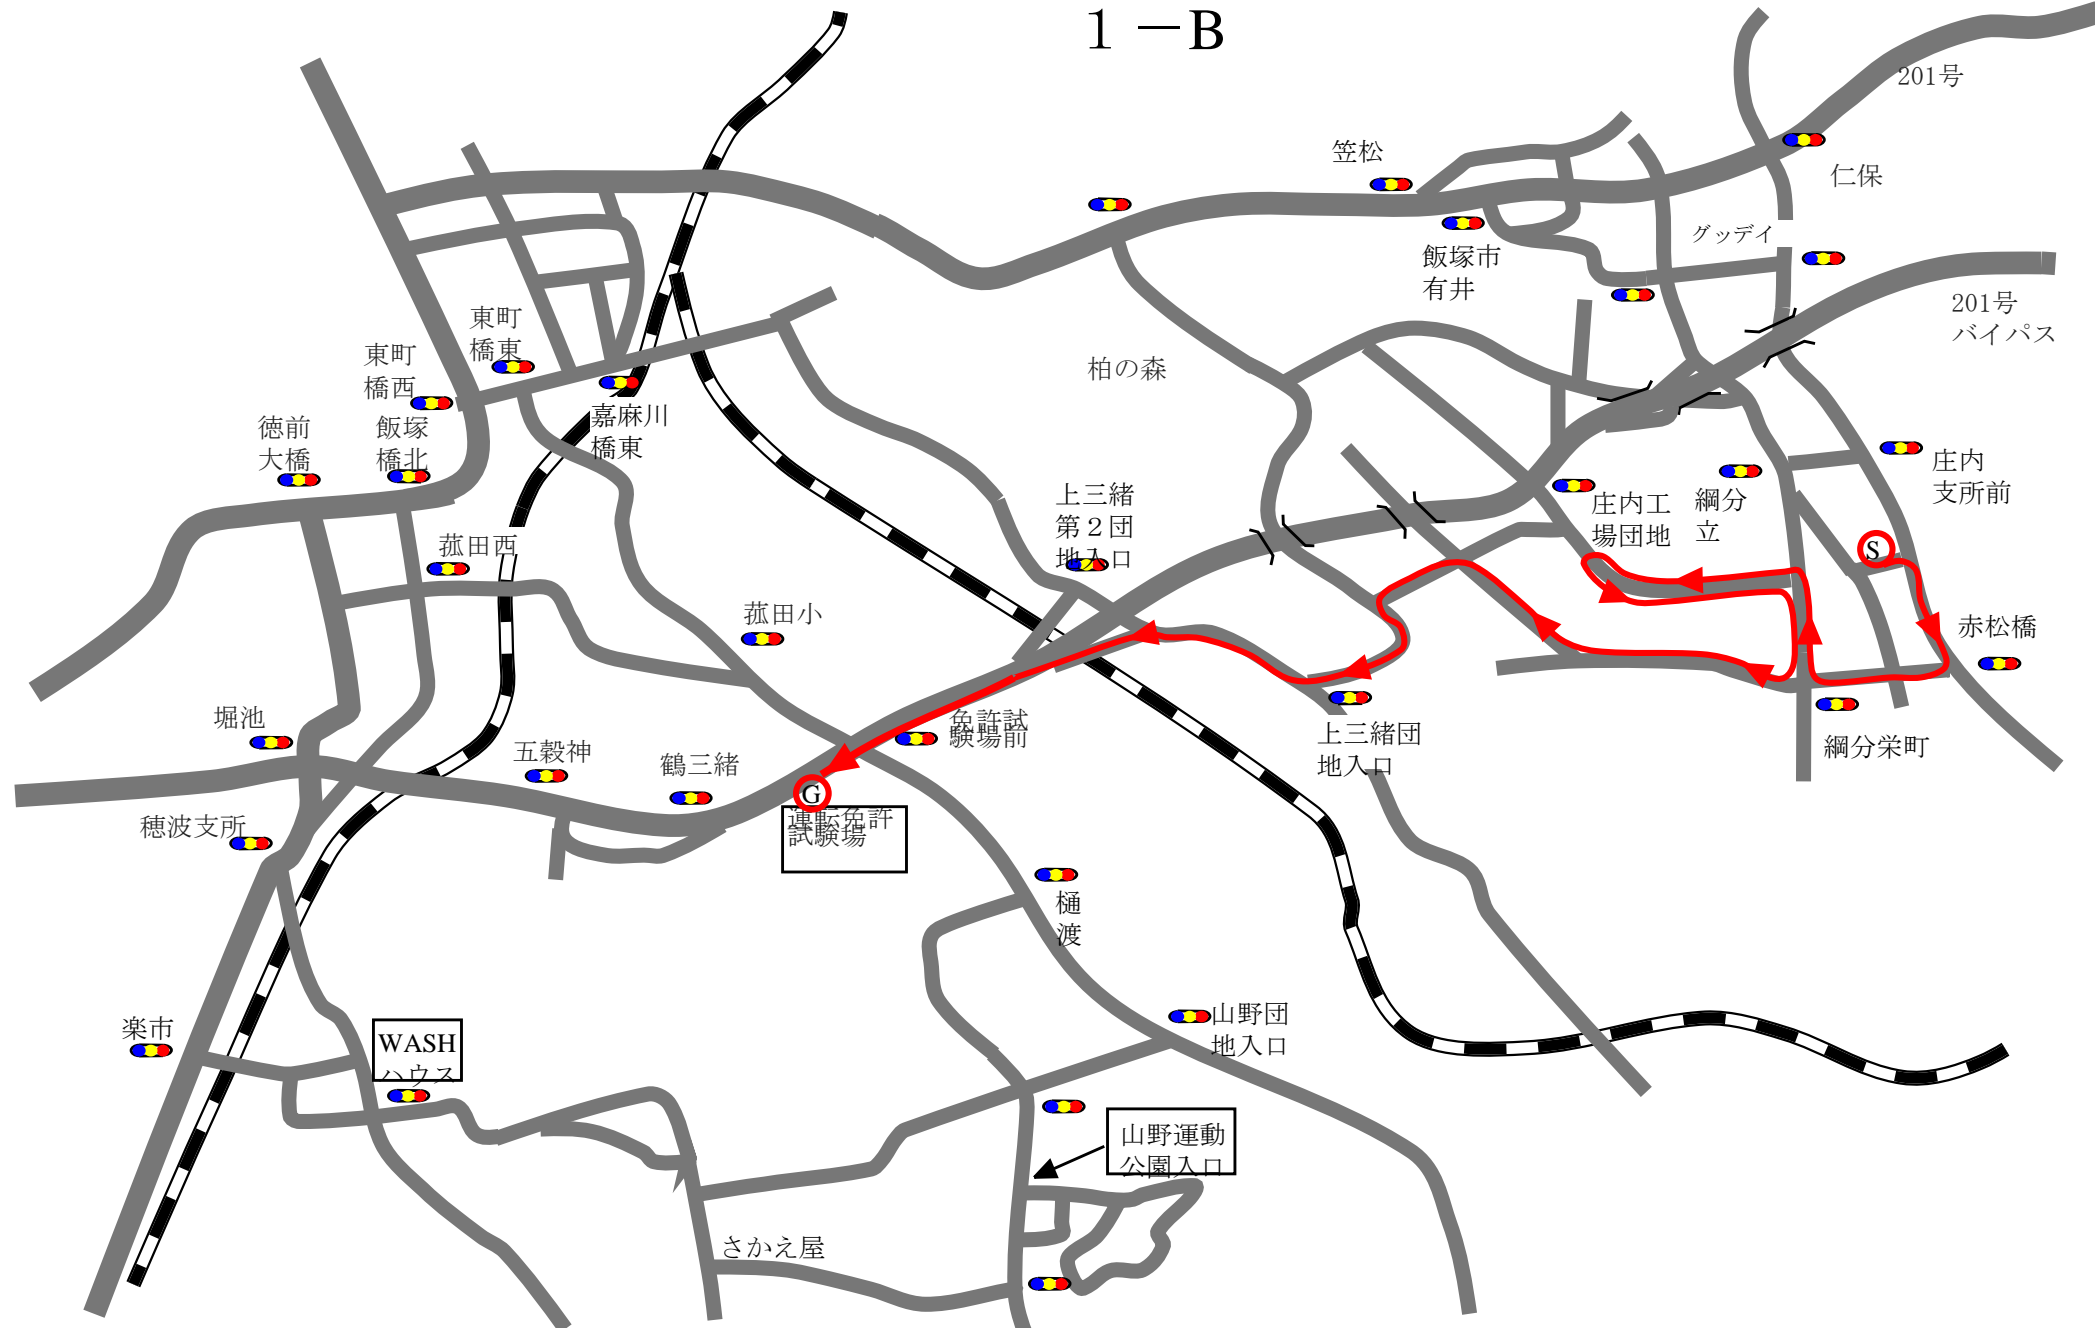 １－B
201号
笠松
仁保
グッデイ
飯塚市
有井
201号
バイパス
東町
橋東
東町
橋西
柏の森
嘉麻川
橋東
徳前
大橋
飯塚
橋北
庄内
支所前
上三緒
第２団
地入口
庄内工
場団地
綱分
立
菰田西
S
菰田小
赤松橋
堀池
免許試
験場前
上三緒団
地入口
綱分栄町
五穀神
鶴三緒
G
運転免許
試験場
穂波支所
樋
渡
楽市
WASH
ハウス
山野団
地入口
山野運動
公園入口
さかえ屋